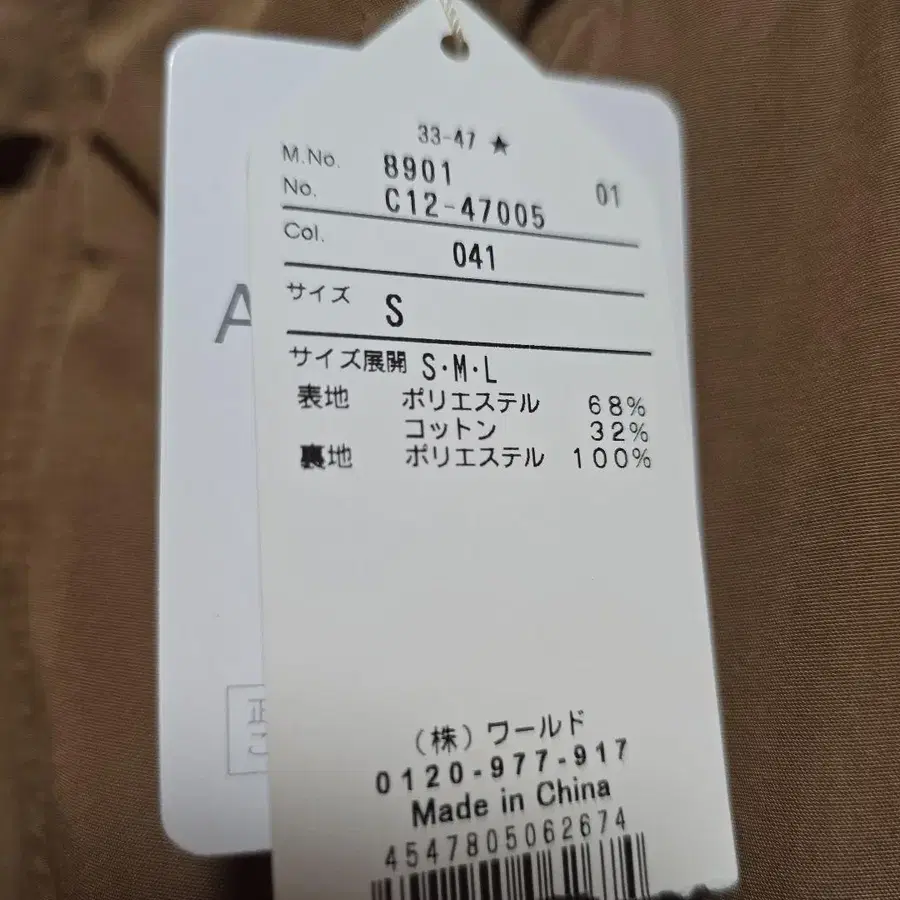 33-47 ★
M.No. 8901 01
No. C12-47005
Col. 041
サイズ S
サイズ展開 S・M・L
表地 ポリエステル 68%
コットン 32%
裏地 ポリエステル 100%
(株)ワールド
0120-977-917
Made in China
4547805062674
A
正
こ